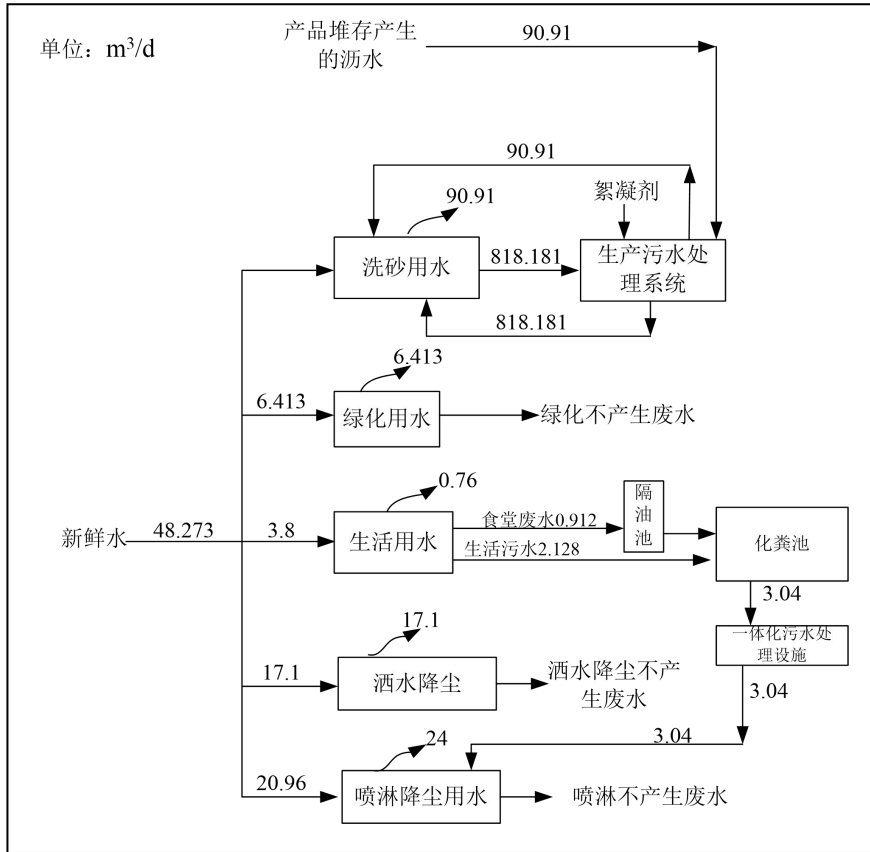 单位：m³/d
产品堆存产生
的沥水
90.91
90.91
90.91
絮凝剂
洗砂用水
818.181
生产污水处
理系统
818.181
6.413
6.413
绿化用水
绿化不产生废水
0.76
新鲜水
48.273
3.8
生活用水
食堂废水0.912
生活污水2.128
隔
油
池
化粪池
3.04
一体化污水处
理设施
3.04
17.1
17.1
洒水降尘
洒水降尘不产
生废水
3.04
24
20.96
喷淋降尘用水
喷淋不产生废水